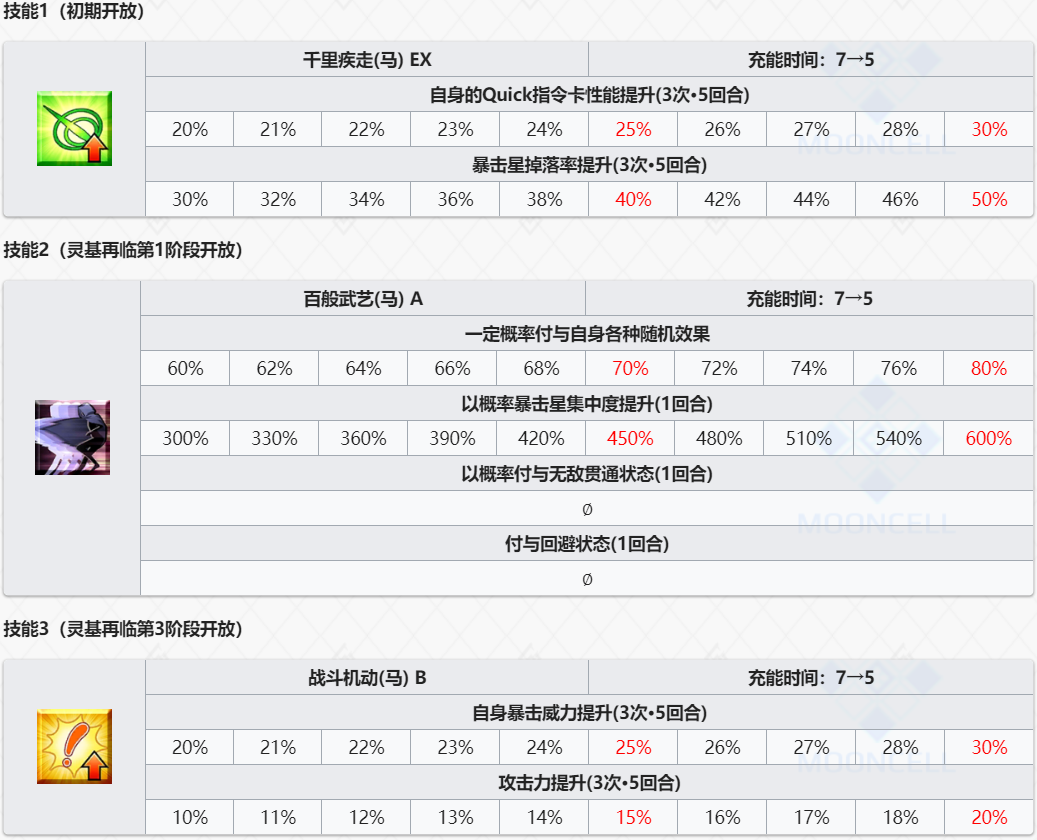 技能1（初期开放）
千里疾走(马) EX 充能时间：7→5
自身的Quick指令卡性能提升(3次·5回合)
20% 21% 22% 23% 24% 25% 26% 27% 28% 30%
暴击星掉落率提升(3次·5回合)
30% 32% 34% 36% 38% 40% 42% 44% 46% 50%
MOONCELL
技能2（灵基再临第1阶段开放）
百般武艺(马) A 充能时间：7→5
一定概率付与自身各种随机效果
60% 62% 64% 66% 68% 70% 72% 74% 76% 80%
以概率暴击星集中度提升(1回合)
300% 330% 360% 390% 420% 450% 480% 510% 540% 600%
以概率付与无敌贯通状态(1回合)
∅
MOONCELL
付与回避状态(1回合)
∅
技能3（灵基再临第3阶段开放）
战斗机动(马) B 充能时间：7→5
自身暴击威力提升(3次·5回合)
20% 21% 22% 23% 24% 25% 26% 27% 28% 30%
MOONCELL
攻击力提升(3次·5回合)
10% 11% 12% 13% 14% 15% 16% 17% 18% 20%